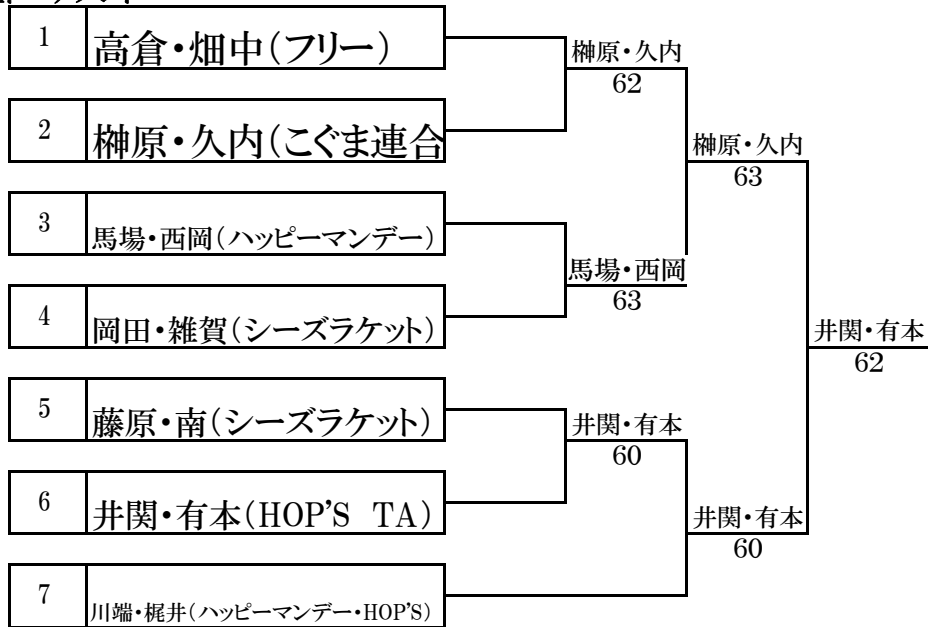 1
高倉・畑中(フリー)
2
榊原・久内(こぐま連合
3
馬場・西岡(ハッピーマンデー)
4
岡田・雑賀(シーズラケット)
5
藤原・南(シーズラケット)
6
井関・有本(HOP'S TA)
7
川端・梶井(ハッピーマンデー・HOP'S)
榊原・久内
62
馬場・西岡
63
井関・有本
60
榊原・久内
63
井関・有本
60
井関・有本
62